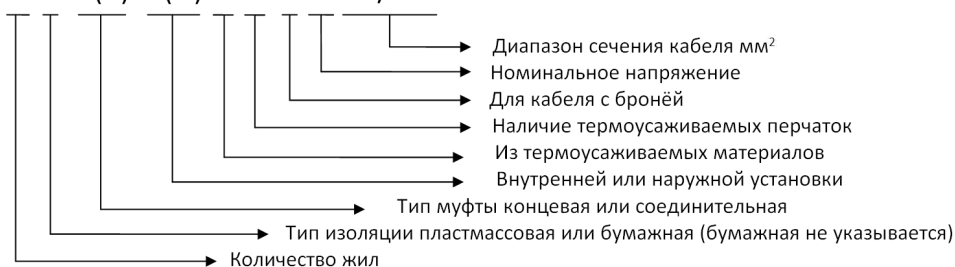 Диапазон сечения кабеля мм²
Номинальное напряжение
Для кабеля с бронёй
Наличие термоусаживаемых перчаток
Из термоусаживаемых материалов
Внутренней или наружной установки
Тип муфты концевая или соединительная
Тип изоляции пластмассовая или бумажная (бумажная не указывается)
Количество жил